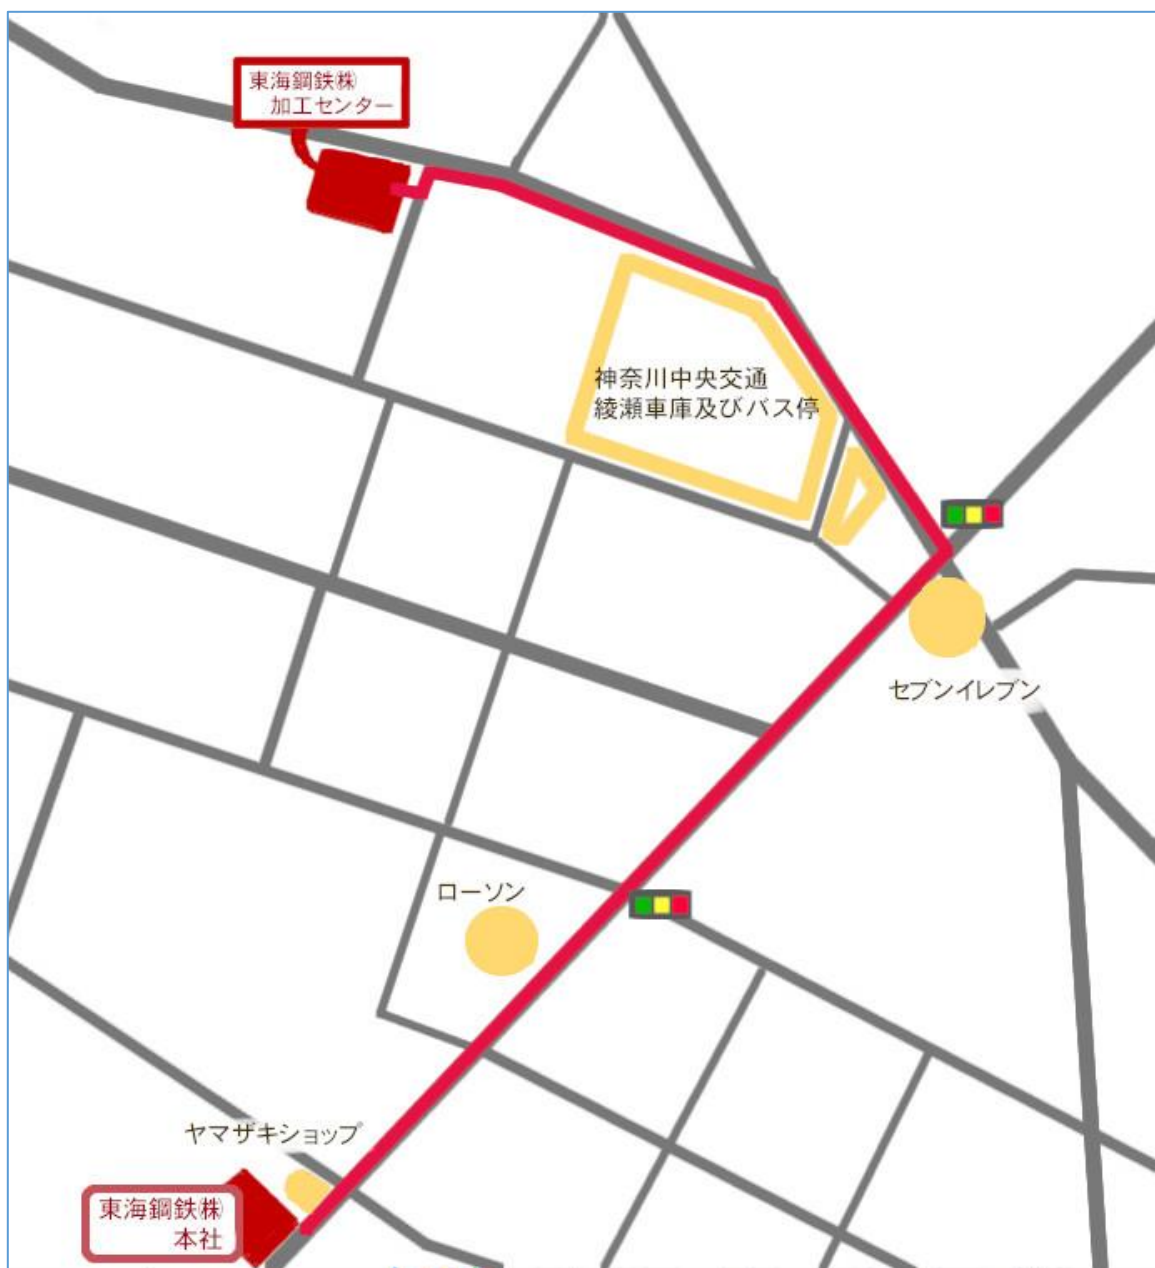 東海鋼鉄㈱
加工センター
神奈川中央交通
綾瀬車庫及びバス停
セブンイレブン
ローソン
ヤマザキショップ
東海鋼鉄㈱
本社